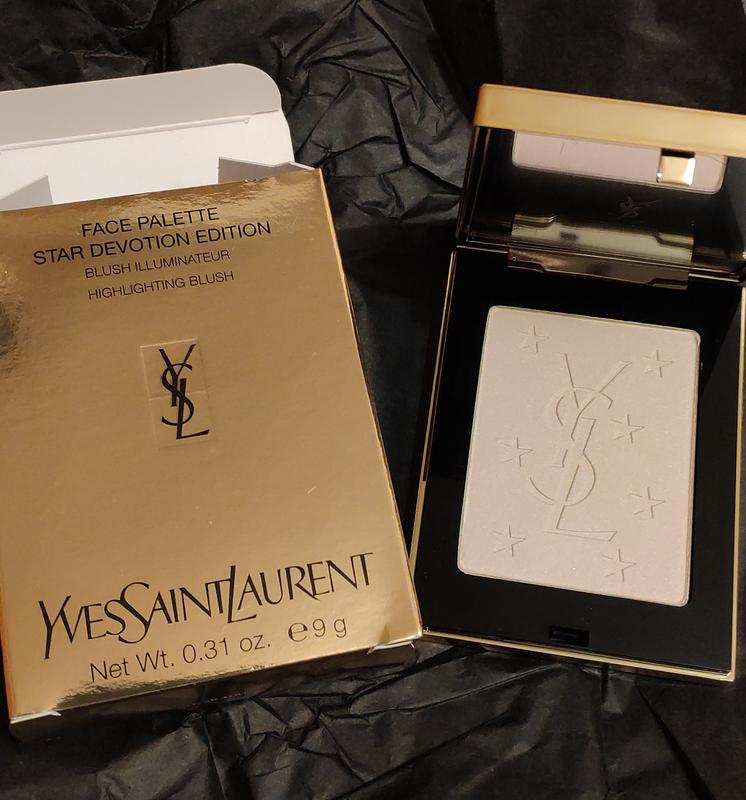 FACE PALETTE
STAR DEVOTION EDITION
BLUSH ILLUMINATEUR
HIGHLIGHTING BLUSH
YSL
YVESSAINTLAURENT
Net Wt. 0.31 oz. ℮9 g
YSL